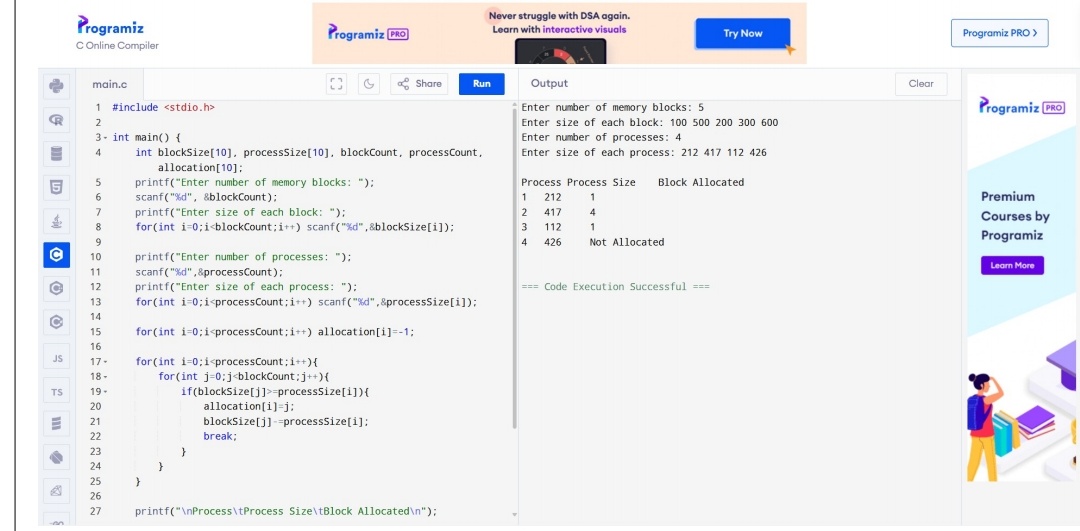 Programiz
C Online Compiler
Programiz PRO
Never struggle with DSA again.
Learn with interactive visuals
Try Now
Programiz PRO >
main.c
Share
Run
Output
Clear
1 #include <stdio.h>
2
3 int main() {
4 int blockSize[10], processSize[10], blockCount, processCount,
allocation[10];
5 printf("Enter number of memory blocks: ");
6 scanf("%d", &blockCount);
7 printf("Enter size of each block: ");
8 for(int i=0;i<blockCount;i++) scanf("%d",&blockSize[i]);
9
10 printf("Enter number of processes: ");
11 scanf("%d",&processCount);
12 printf("Enter size of each process: ");
13 for(int i=0;i<processCount;i++) scanf("%d",&processSize[i]);
14
15 for(int i=0;i<processCount;i++) allocation[i]=-1;
16
17 for(int i=0;i<processCount;i++){
18 for(int j=0;j<blockCount;j++){
19 if(blockSize[j]>=processSize[i]){
20 allocation[i]=j;
21 blockSize[j]-=processSize[i];
22 break;
23 }
24 }
25 }
26
27 printf("\nProcess\tProcess Size\tBlock Allocated\n");
Enter number of memory blocks: 5
Enter size of each block: 100 500 200 300 600
Enter number of processes: 4
Enter size of each process: 212 417 112 426
Process Process Size Block Allocated
1 212 1
2 417 4
3 112 1
4 426 Not Allocated
=== Code Execution Successful ===
JS
TS
Programiz PRO
Premium
Courses by
Programiz
Learn More